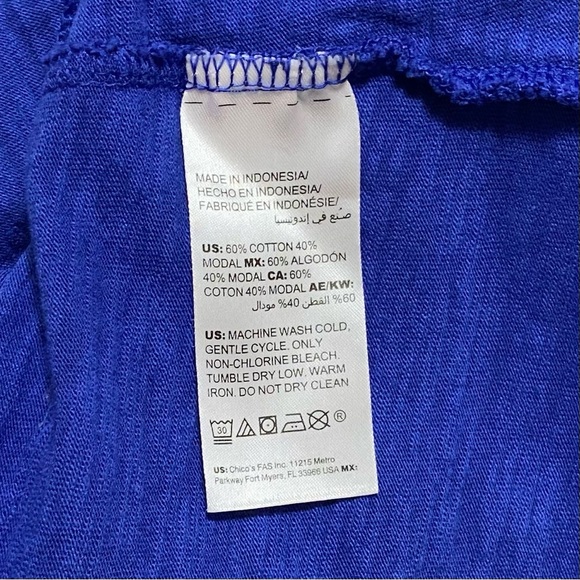 MADE IN INDONESIA/
HECHO EN INDONESIA/
FABRIQUÉ EN INDONÉSIE/
صنع في إندونيسيا
US: 60% COTTON 40%
MODAL MX: 60% ALGODÓN
40% MODAL CA: 60%
COTON 40% MODAL AE/KW:
60% القطن 40% مودال
US: MACHINE WASH COLD,
GENTLE CYCLE. ONLY
NON-CHLORINE BLEACH.
TUMBLE DRY LOW. WARM
IRON. DO NOT DRY CLEAN
30 ®
US: Chico's FAS Inc. 11215 Metro
Parkway Fort Myers, FL 33966 USA MX: